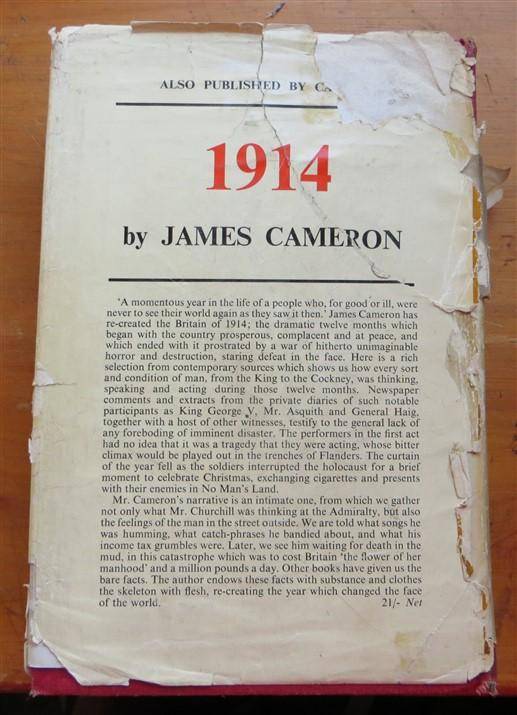 ALSO PUBLISHED BY
1914
by JAMES CAMERON
'A momentous year in the life of a people who, for good or ill, were
never to see their world again as they saw it then.' James Cameron has
re-created the Britain of 1914; the dramatic twelve months which
began with the country prosperous, complacent and at peace, and
which ended with it prostrated by a war of hitherto unimaginable
horror and destruction, staring defeat in the face. Here is a rich
selection from contemporary sources which shows us how every sort
and condition of man, from the King to the Cockney, was thinking,
speaking and acting during those twelve months. Newspaper
comments and extracts from the private diaries of such notable
participants as King George V, Mr. Asquith and General Haig,
together with a host of other witnesses, testify to the general lack of
any foreboding of imminent disaster. The performers in the first act
had no idea that it was a tragedy that they were acting, whose bitter
climax would be played out in the trenches of Flanders. The curtain
of the year fell as the soldiers interrupted the holocaust for a brief
moment to celebrate Christmas, exchanging cigarettes and presents
with their enemies in No Man's Land.
Mr. Cameron's narrative is an intimate one, from which we gather
not only what Mr. Churchill was thinking at the Admiralty, but also
the feelings of the man in the street outside. We are told what songs he
was humming, what catch-phrases he bandied about, and what his
income tax grumbles were. Later, we see him waiting for death in the
mud, in this catastrophe which was to cost Britain 'the flower of her
manhood' and a million pounds a day. Other books have given us the
bare facts. The author endows these facts with substance and clothes
the skeleton with flesh, re-creating the year which changed the face
of the world. 21/- Net